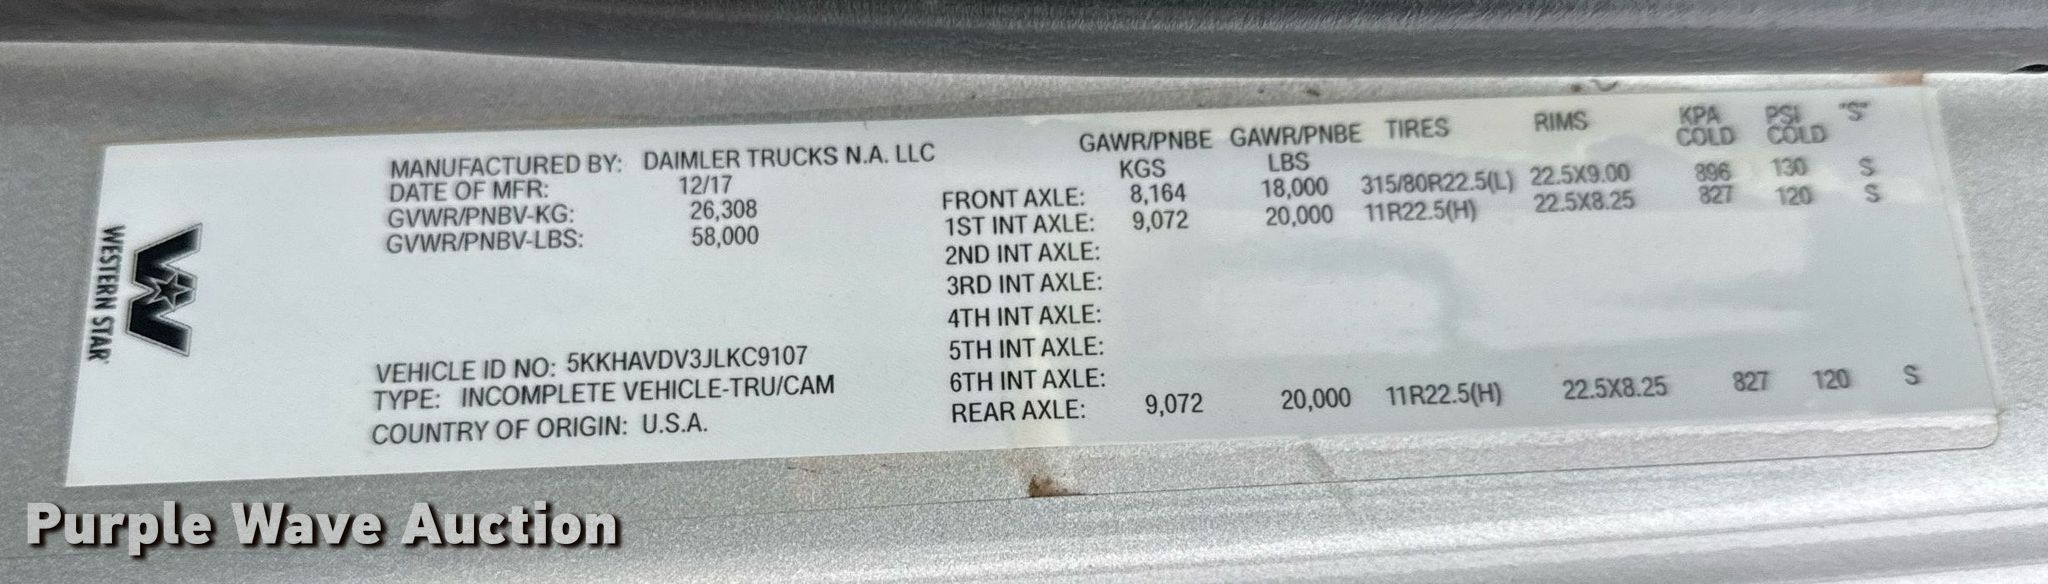 WESTERN STAR
MANUFACTURED BY: DAIMLER TRUCKS N.A. LLC
DATE OF MFR: 12/17
GVWR/PNBV-KG: 26,308
GVWR/PNBV-LBS: 58,000
VEHICLE ID NO: 5KKHAVDV3JLKC9107
TYPE: INCOMPLETE VEHICLE-TRU/CAM
COUNTRY OF ORIGIN: U.S.A.
GAWR/PNBE GAWR/PNBE TIRES RIMS KPA PSI "S"
KGS LBS COLD COLD
FRONT AXLE: 8,164 18,000 315/80R22.5(L) 22.5X9.00 896 130 S
1ST INT AXLE: 9,072 20,000 11R22.5(H) 22.5X8.25 827 120 S
2ND INT AXLE:
3RD INT AXLE:
4TH INT AXLE:
5TH INT AXLE:
6TH INT AXLE:
REAR AXLE: 9,072 20,000 11R22.5(H) 22.5X8.25 827 120 S
Purple Wave Auction